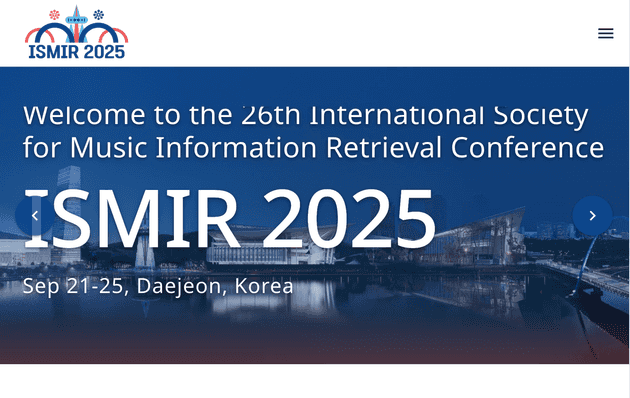 ISMIR 2025
Welcome to the 26th International Society
for Music Information Retrieval Conference
ISMIR 2025
Sep 21-25, Daejeon, Korea